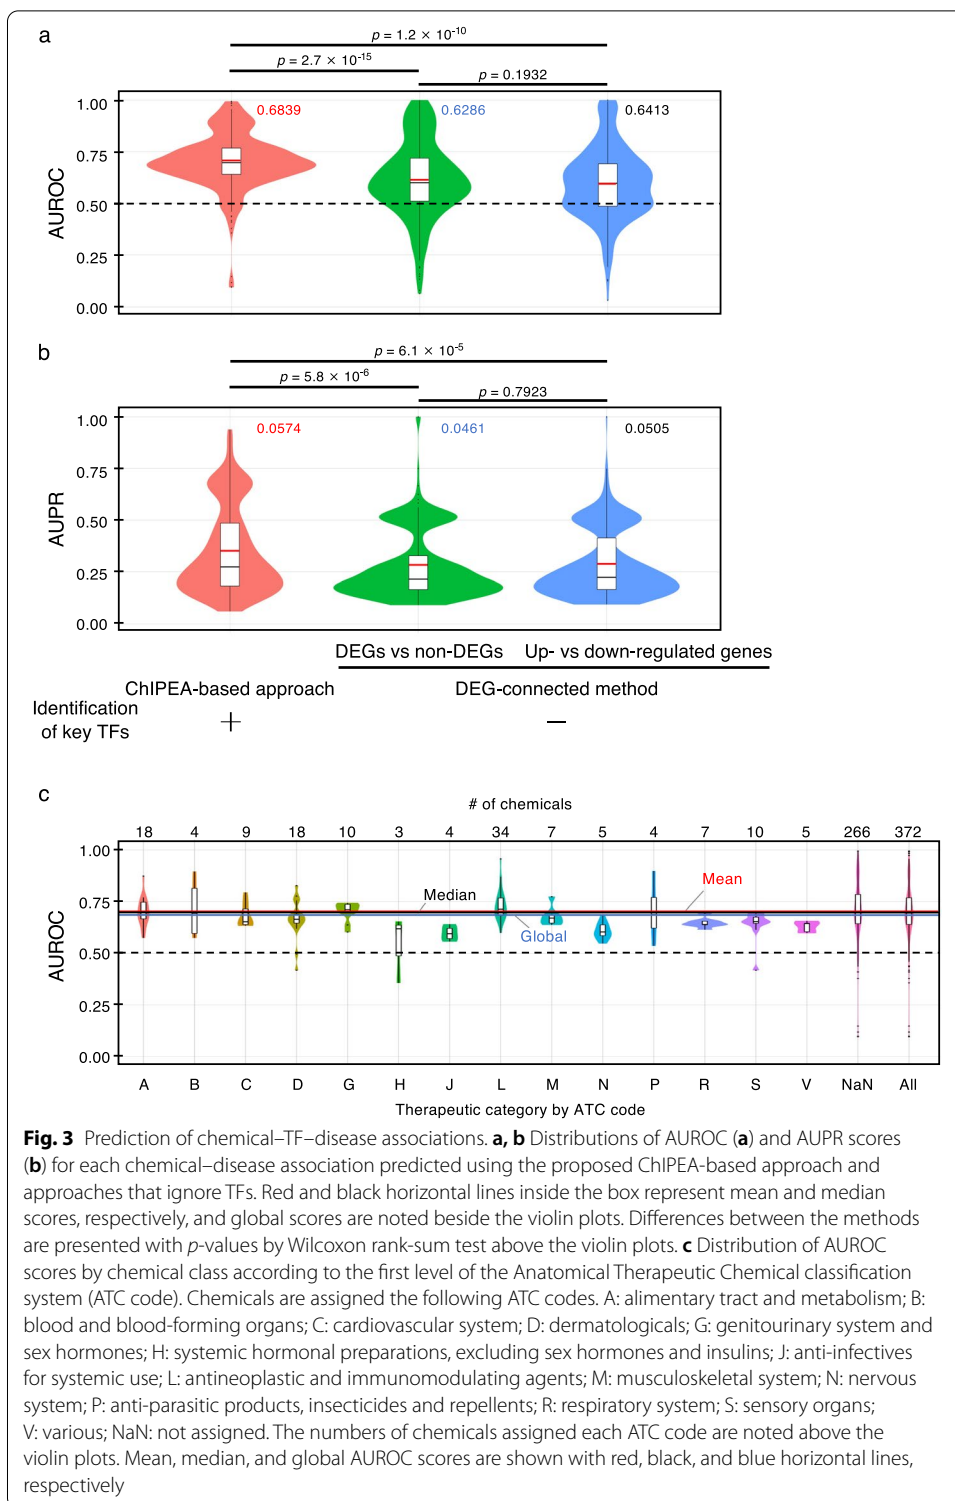 a
p = 1.2 × 10-10
p = 2.7 × 10-15
p = 0.1932
1.00
0.75
0.50
0.25
0.00
AUROC
0.6839
0.6286
0.6413
b
p = 6.1 × 10-5
p = 5.8 × 10-6
p = 0.7923
1.00
0.75
0.50
0.25
0.00
AUPR
0.0574
0.0461
0.0505
DEGs vs non-DEGs Up- vs down-regulated genes
ChIPEA-based approach DEG-connected method
Identification
of key TFs
+ −
c
# of chemicals
18 4 9 18 10 3 4 34 7 5 4 7 10 5 266 372
1.00
0.75
0.50
0.25
0.00
AUROC
Median
Mean
Global
A B C D G H J L M N P R S V NaN All
Therapeutic category by ATC code
Fig. 3 Prediction of chemical–TF–disease associations. a, b Distributions of AUROC (a) and AUPR scores
(b) for each chemical–disease association predicted using the proposed ChIPEA-based approach and
approaches that ignore TFs. Red and black horizontal lines inside the box represent mean and median
scores, respectively, and global scores are noted beside the violin plots. Differences between the methods
are presented with p-values by Wilcoxon rank-sum test above the violin plots. c Distribution of AUROC
scores by chemical class according to the first level of the Anatomical Therapeutic Chemical classification
system (ATC code). Chemicals are assigned the following ATC codes. A: alimentary tract and metabolism; B:
blood and blood-forming organs; C: cardiovascular system; D: dermatologicals; G: genitourinary system and
sex hormones; H: systemic hormonal preparations, excluding sex hormones and insulins; J: anti-infectives
for systemic use; L: antineoplastic and immunomodulating agents; M: musculoskeletal system; N: nervous
system; P: anti-parasitic products, insecticides and repellents; R: respiratory system; S: sensory organs;
V: various; NaN: not assigned. The numbers of chemicals assigned each ATC code are noted above the
violin plots. Mean, median, and global AUROC scores are shown with red, black, and blue horizontal lines,
respectively